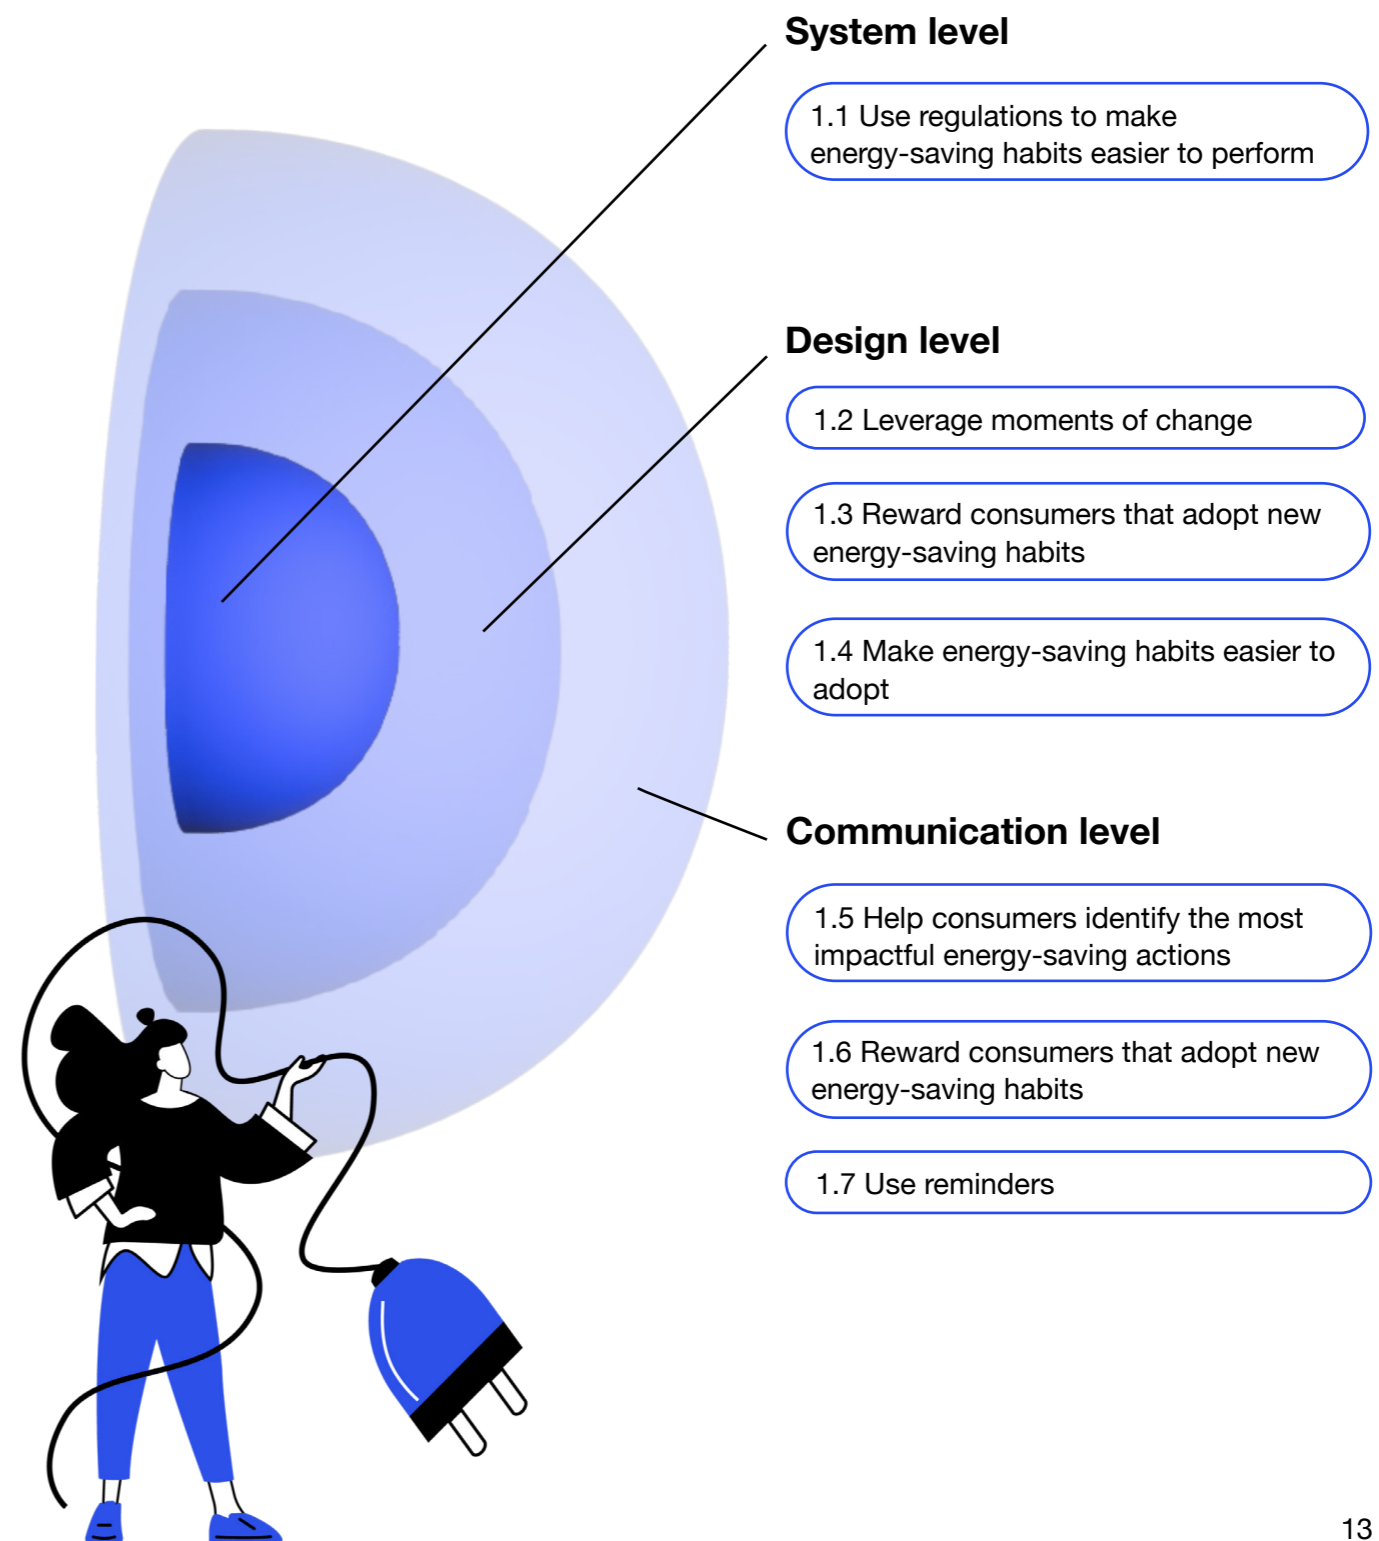 System level
1.1 Use regulations to make
energy-saving habits easier to perform
Design level
1.2 Leverage moments of change
1.3 Reward consumers that adopt new
energy-saving habits
1.4 Make energy-saving habits easier to
adopt
Communication level
1.5 Help consumers identify the most
impactful energy-saving actions
1.6 Reward consumers that adopt new
energy-saving habits
1.7 Use reminders
13